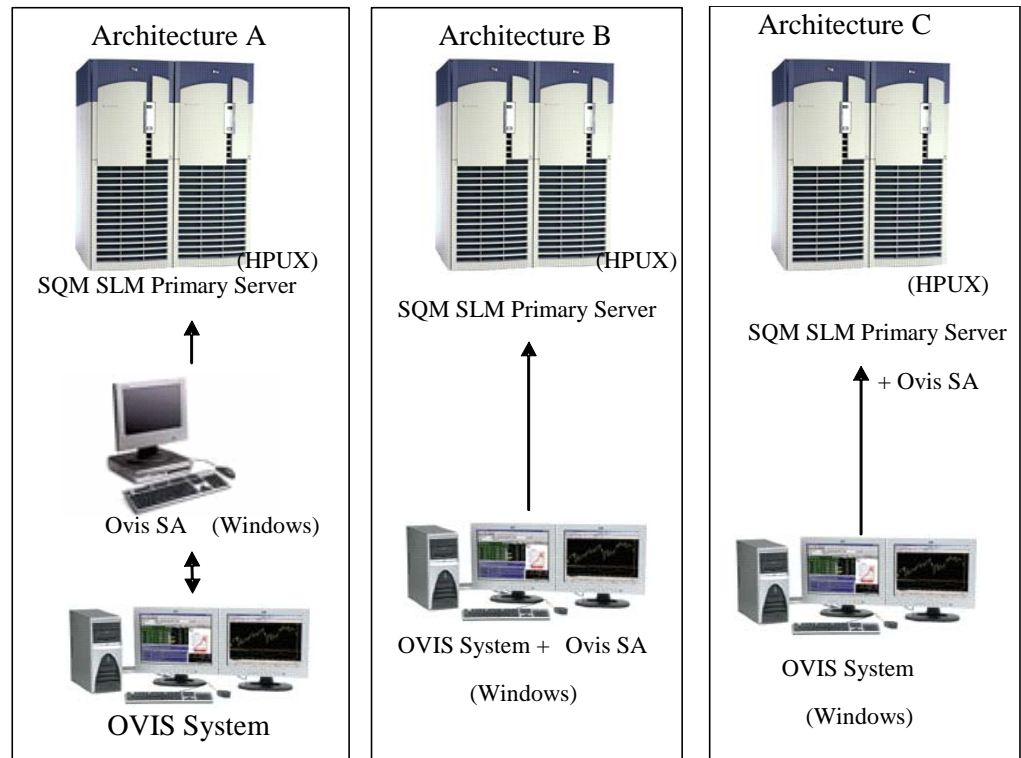 Architecture A
(HPUX)
SQM SLM Primary Server
Ovis SA (Windows)
OVIS System
Architecture B
(HPUX)
SQM SLM Primary Server
OVIS System + Ovis SA
(Windows)
Architecture C
(HPUX)
SQM SLM Primary Server
+ Ovis SA
OVIS System
(Windows)